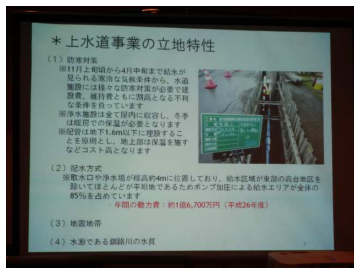 ＊上水道事業の立地特性
（1）防寒対策
※11月上旬頃から4月中旬まで給水が
見られる寒冷な気候条件から、水道
施設には様々な防寒対策が必要で建
設費、維持費ともに割高となる不利
な条件を負っています
※浄水施設は全て屋内に収容し、冬季
は暖房での保温が必要となります
※配管は地下1.6m以下に埋設するこ
とを原則とし、地上部は保温を施す
などコスト高となります
（2）配水方式
※取水口や浄水場が標高約4mに位置しており、給水区域が東部の高台地区を
除いてほとんどが平坦地であるためポンプ加圧による給水エリアが全体の
85%を占めています
・年間の動力費：約1億6,700万円（平成26年度）
（3）地震地帯
（4）水源である釧路川の水質